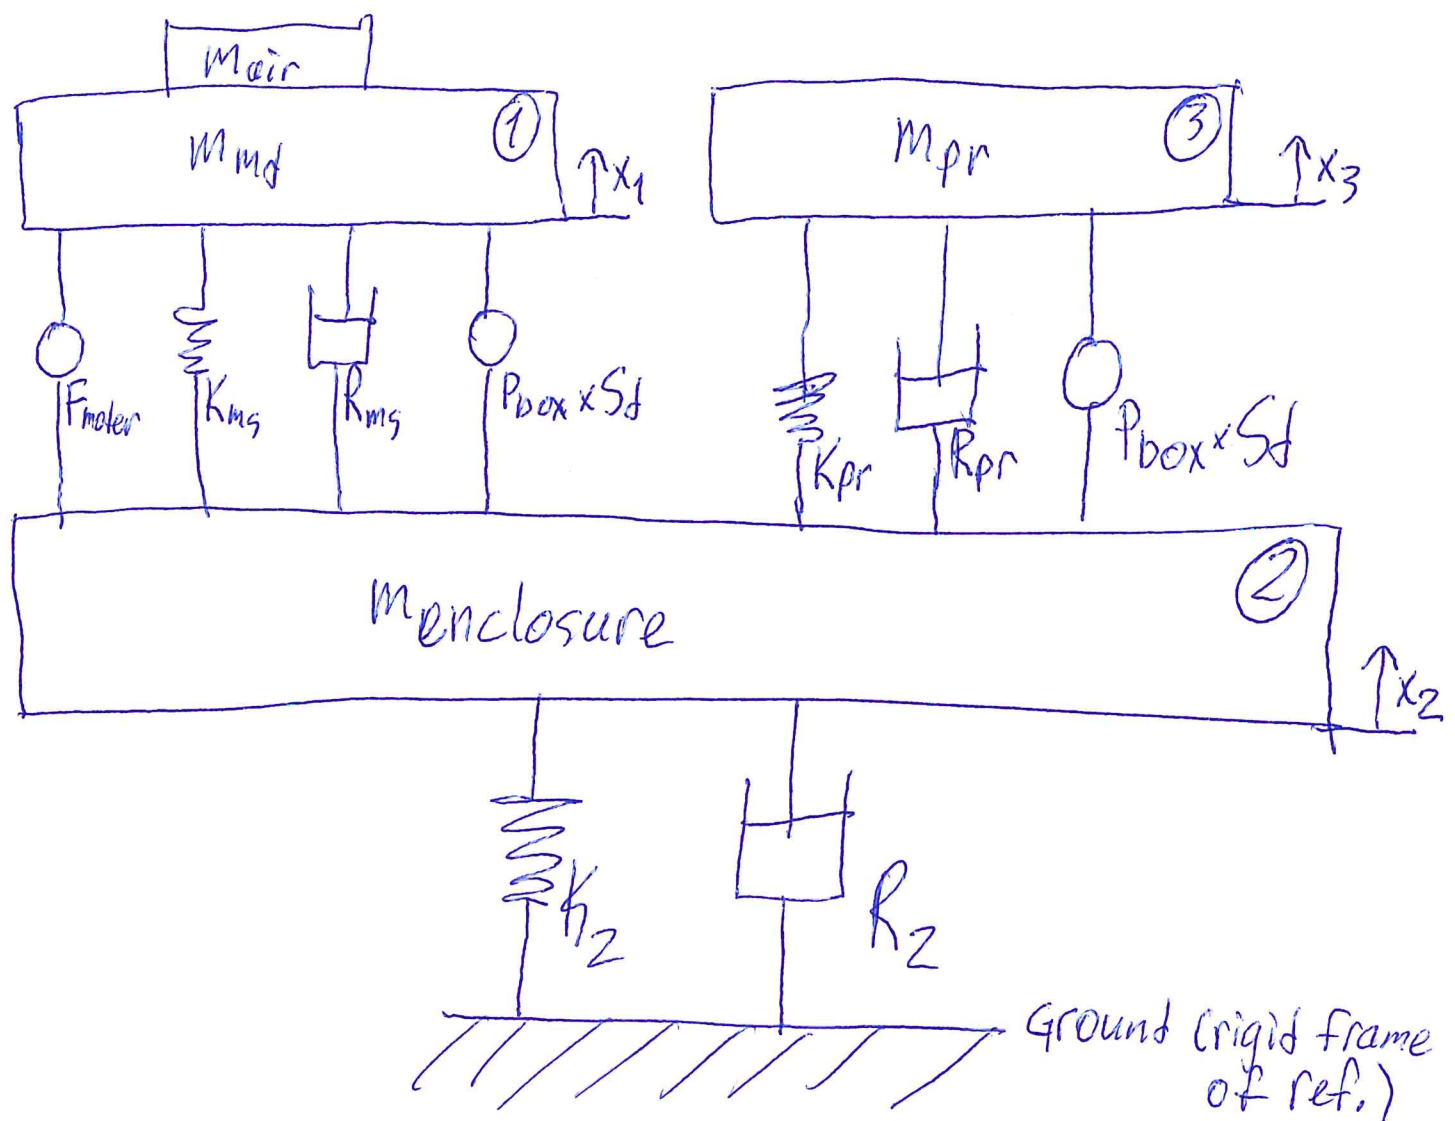 Mair
Mmd
①
↑x1
Mpr
③
↑x3
Fmotor
Kms
Rms
Pbox x Sd
Kpr
Rpr
Pbox x Sd
Menclosure
②
↑x2
K2
R2
Ground (rigid frame
of ref.)